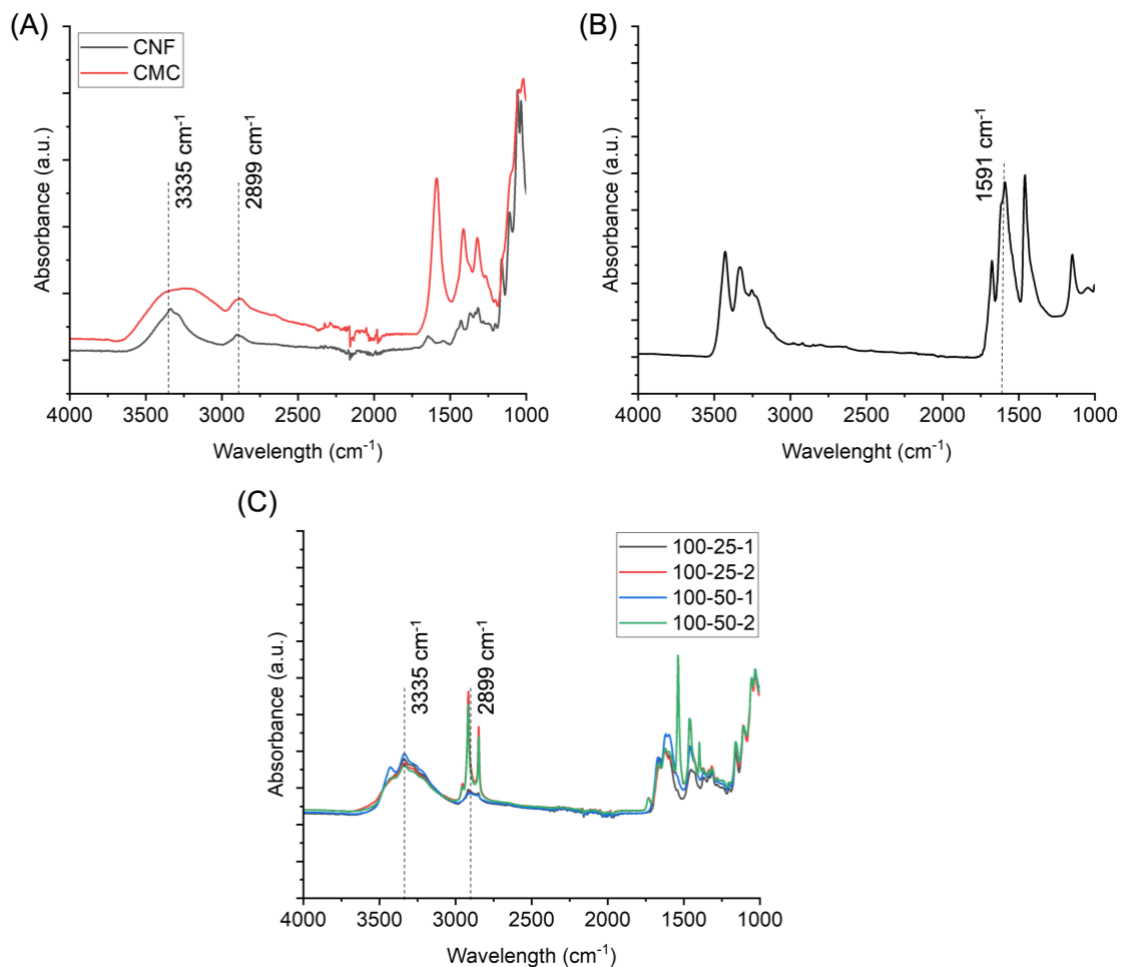 (A)
CNF
CMC
3335 cm⁻¹
2899 cm⁻¹
Absorbance (a.u.)
4000 3500 3000 2500 2000 1500 1000
Wavelength (cm⁻¹)
(B)
1591 cm⁻¹
Absorbance (a.u.)
4000 3500 3000 2500 2000 1500 1000
Wavelenght (cm⁻¹)
(C)
100-25-1
100-25-2
100-50-1
100-50-2
3335 cm⁻¹
2899 cm⁻¹
Absorbance (a.u.)
4000 3500 3000 2500 2000 1500 1000
Wavelength (cm⁻¹)